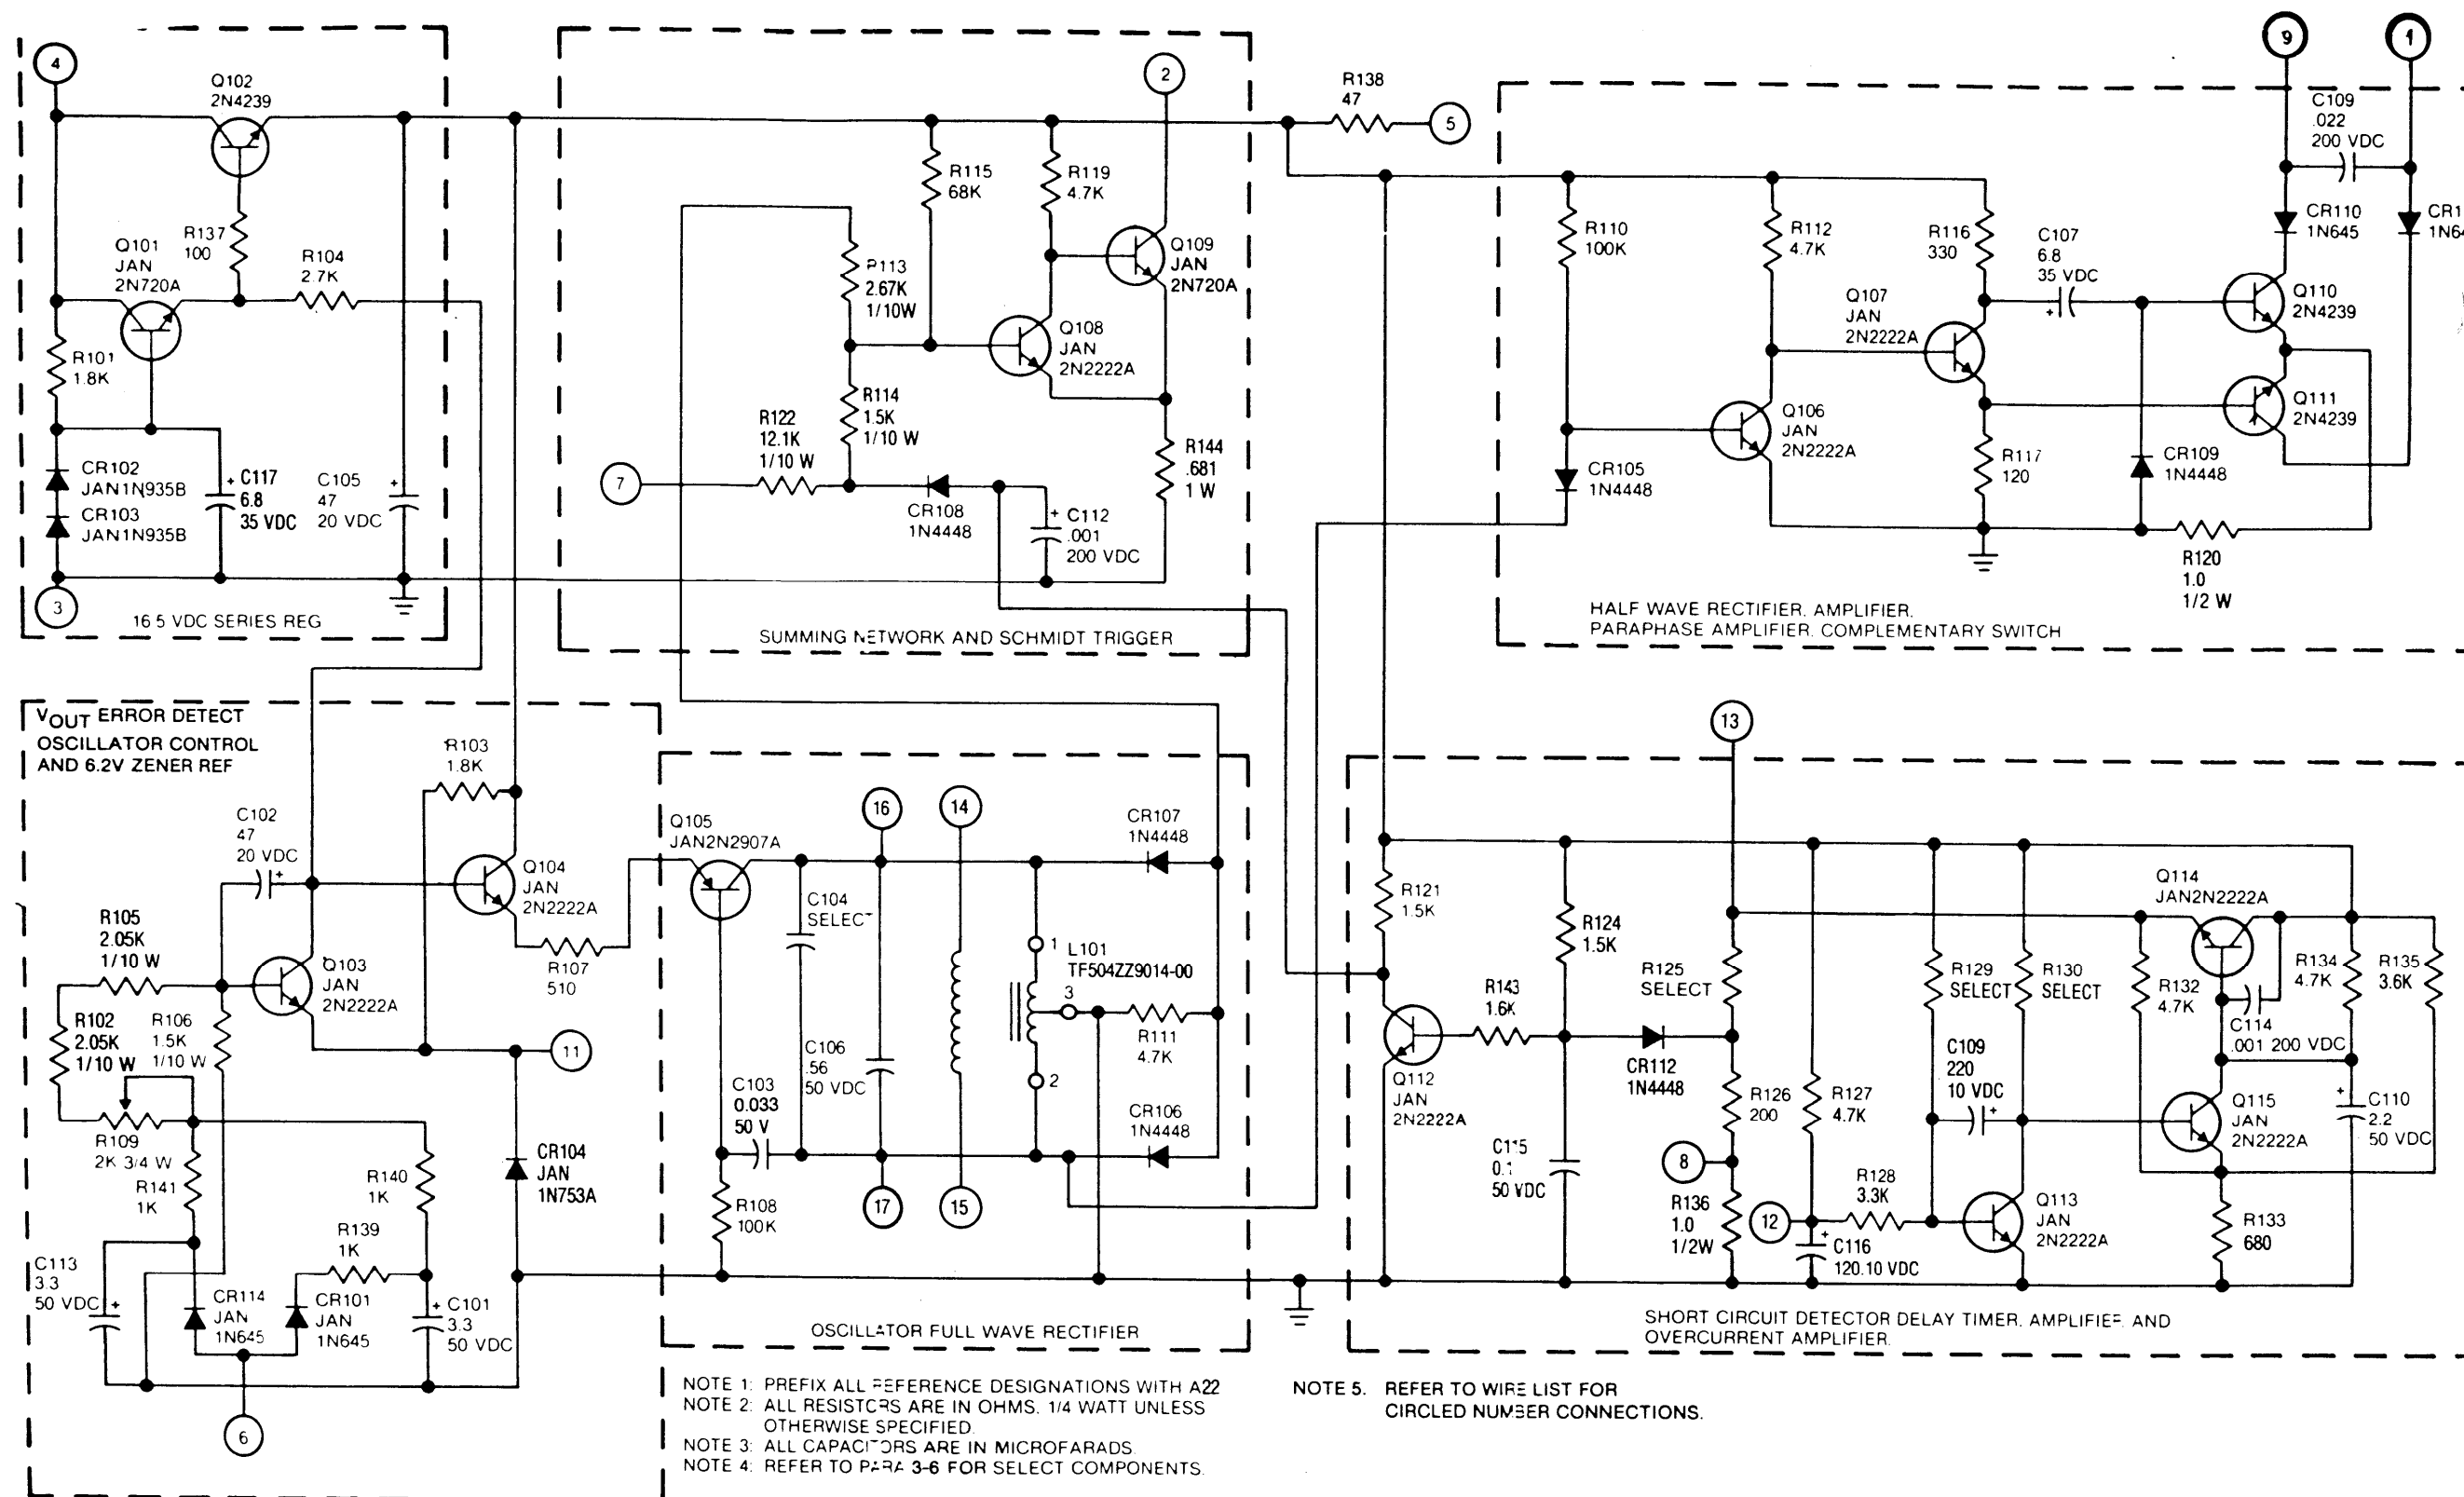 4
Q102
2N4239
R137
100
Q101
JAN
2N720A
R104
2.7K
R101
1.8K
CR102
JAN1N935B
CR103
JAN1N935B
+ C117
6.8
35 VDC
C105
47
20 VDC
+
3
16 5 VDC SERIES REG
2
R115
68K
R119
4.7K
Q109
JAN
2N720A
R113
2.67K
1/10W
Q108
JAN
2N2222A
R114
1.5K
1/10 W
R122
12.1K
1/10 W
7
R144
.681
1 W
CR108
1N4448
+ C112
.001
200 VDC
SUMMING NETWORK AND SCHMIDT TRIGGER
R138
47
5
9
1
C109
.022
200 VDC
CR110
1N645
CR1
1N64
R110
100K
R112
4.7K
R116
330
C107
6.8
35 VDC
+
Q107
JAN
2N2222A
Q110
2N4239
Q106
JAN
2N2222A
Q111
2N4239
R117
120
CR109
1N4448
CR105
1N4448
R120
1.0
1/2 W
HALF WAVE RECTIFIER. AMPLIFIER.
PARAPHASE AMPLIFIER. COMPLEMENTARY SWITCH
VOUT ERROR DETECT
OSCILLATOR CONTROL
AND 6.2V ZENER REF
R103
1.8K
C102
47
20 VDC
+
Q104
JAN
2N2222A
R105
2.05K
1/10 W
Q103
JAN
2N2222A
R107
510
R102
2.05K
1/10 W
R106
1.5K
1/10 W
11
R109
2K 3/4 W
R141
1K
R140
1K
CR104
JAN
1N753A
R139
1K
C113
3.3
50 VDC
+
CR114
JAN
1N645
CR101
JAN
1N645
+ C101
3.3
50 VDC
6
Q105
JAN2N2907A
16
14
CR107
1N4448
C104
SELECT
1
L101
TF504ZZ9014-00
3
R111
4.7K
C106
.56
50 VDC
2
C103
0.033
50 V
CR106
1N4448
R108
100K
17
15
OSCILLATOR FULL WAVE RECTIFIER
13
R121
1.5K
R124
1.5K
Q114
JAN2N2222A
R143
1.6K
R125
SELECT
R129
SELECT
R130
SELECT
R132
4.7K
R134
4.7K
R135
3.6K
C114
.001 200 VDC
Q112
JAN
2N2222A
CR112
1N4448
R126
200
R127
4.7K
C109
220
10 VDC
+
Q115
JAN
2N2222A
+
C110
2.2
50 VDC
C115
0.1
50 VDC
8
R136
1.0
1/2W
12
R128
3.3K
+
C116
120.10 VDC
Q113
JAN
2N2222A
R133
680
SHORT CIRCUIT DETECTOR DELAY TIMER. AMPLIFIER. AND
OVERCURRENT AMPLIFIER.
NOTE 1: PREFIX ALL REFERENCE DESIGNATIONS WITH A22
NOTE 2: ALL RESISTORS ARE IN OHMS. 1/4 WATT UNLESS
OTHERWISE SPECIFIED.
NOTE 3: ALL CAPACITORS ARE IN MICROFARADS.
NOTE 4: REFER TO PARA 3-6 FOR SELECT COMPONENTS.
NOTE 5. REFER TO WIRE LIST FOR
CIRCLED NUMBER CONNECTIONS.